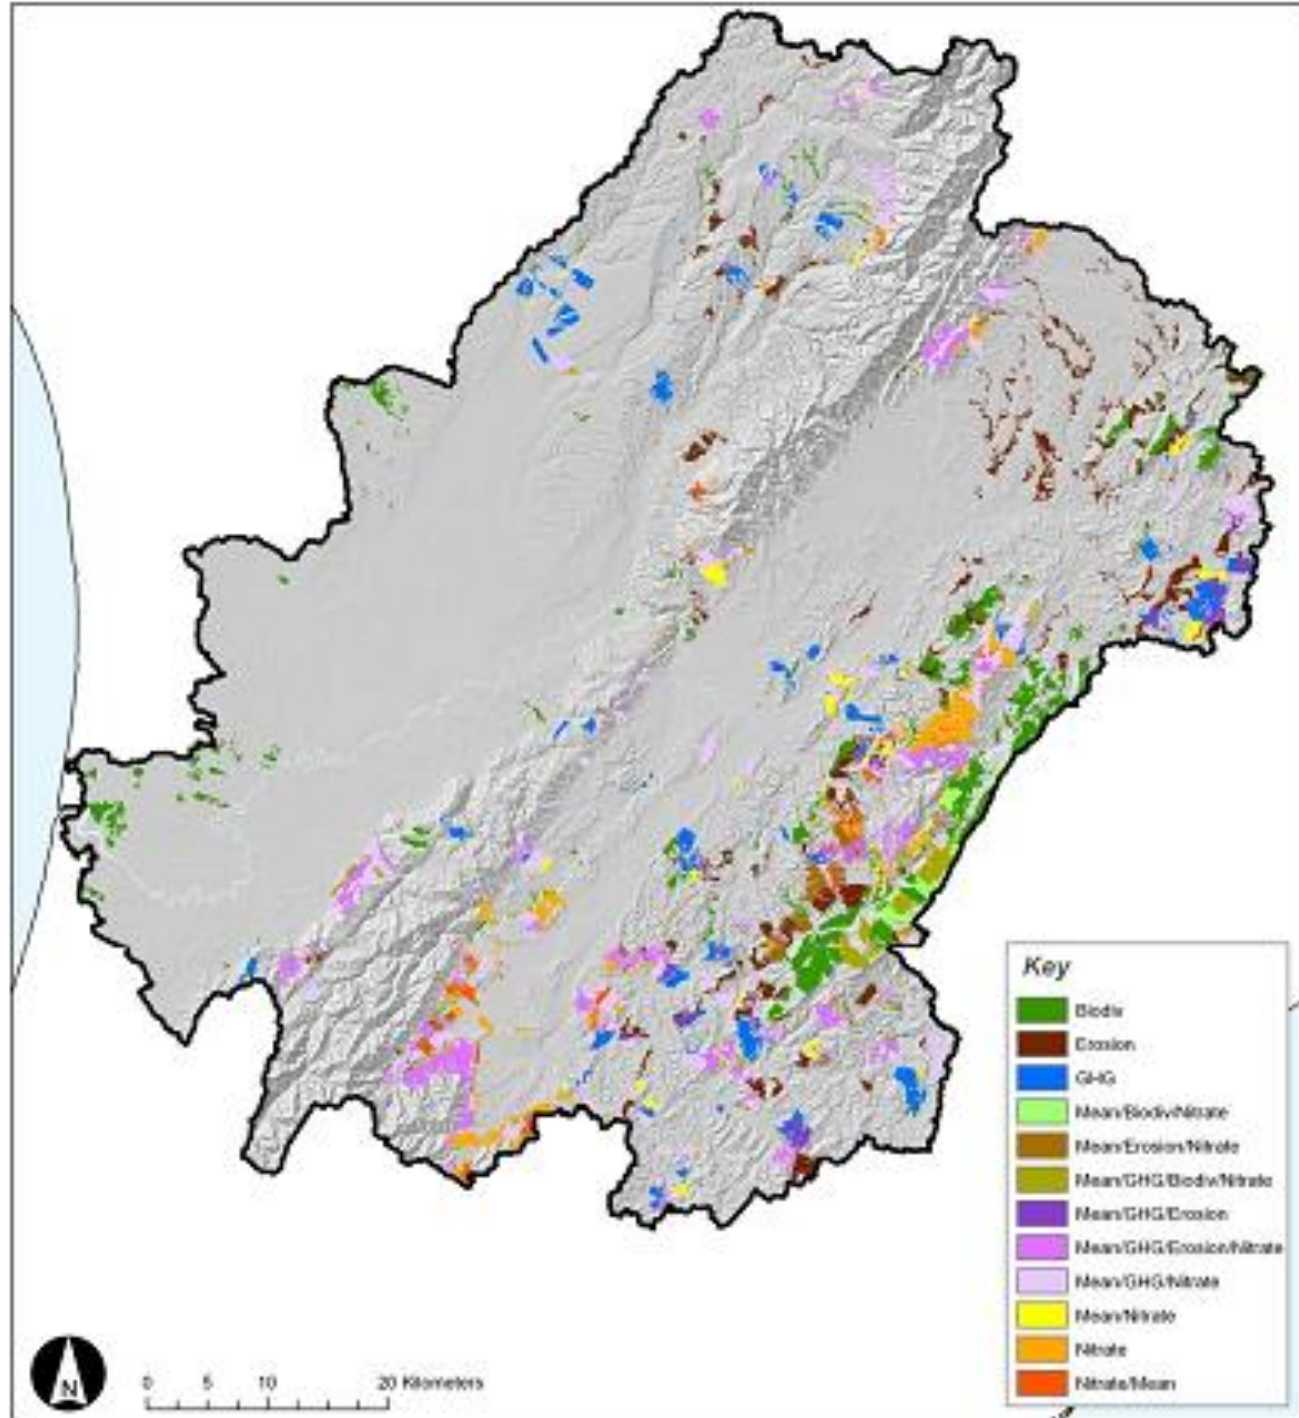 Key
Biodiv
Erosion
GHG
Mean/Biodiv/Nitrate
Mean/Erosion/Nitrate
Mean/GHG/Biodiv/Nitrate
Mean/GHG/Erosion
Mean/GHG/Erosion/Nitrate
Mean/GHG/Nitrate
Mean/Nitrate
Nitrate
Nitrate/Mean
N
0 5 10 20 Kilometers